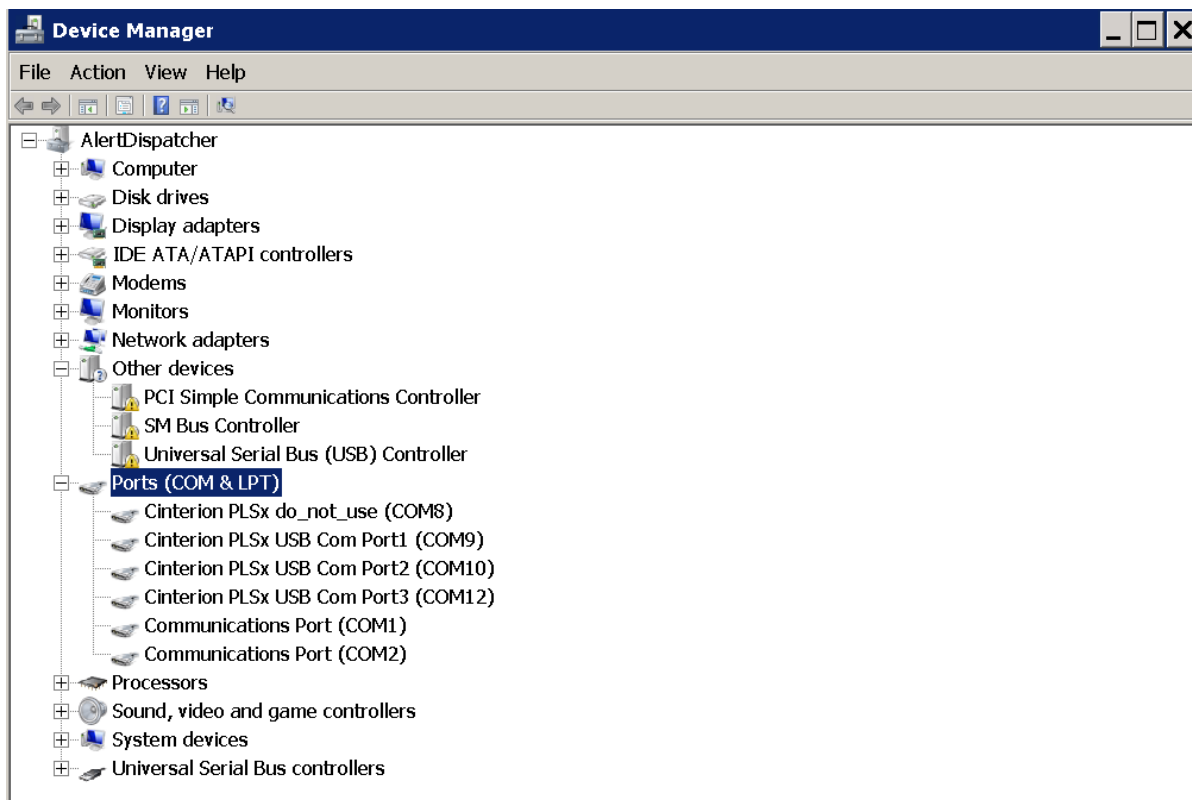 Device Manager
File Action View Help
AlertDispatcher
Computer
Disk drives
Display adapters
IDE ATA/ATAPI controllers
Modems
Monitors
Network adapters
Other devices
PCI Simple Communications Controller
SM Bus Controller
Universal Serial Bus (USB) Controller
Ports (COM & LPT)
Cinterion PLSx do_not_use (COM8)
Cinterion PLSx USB Com Port1 (COM9)
Cinterion PLSx USB Com Port2 (COM10)
Cinterion PLSx USB Com Port3 (COM12)
Communications Port (COM1)
Communications Port (COM2)
Processors
Sound, video and game controllers
System devices
Universal Serial Bus controllers